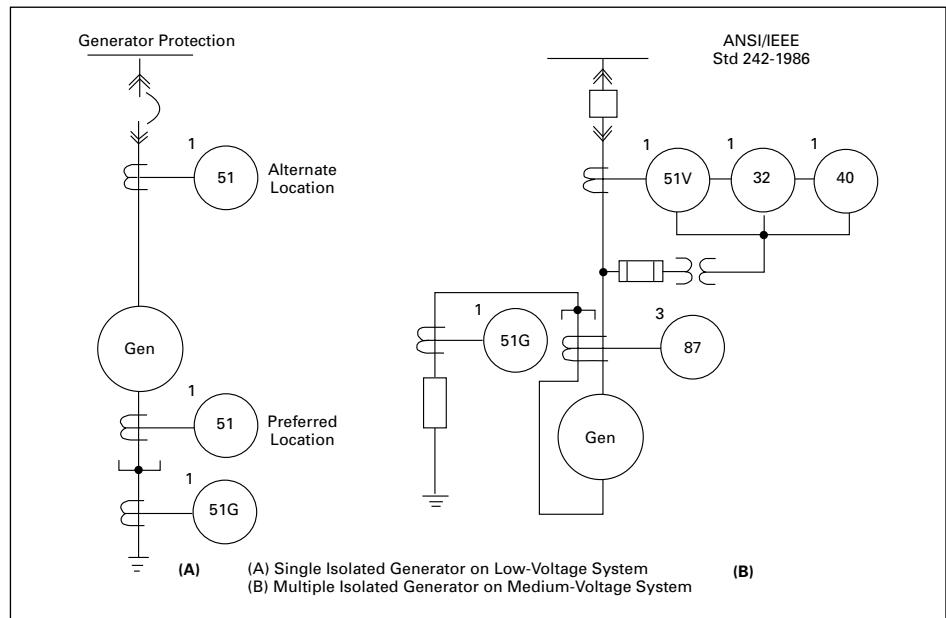 Generator Protection
ANSI/IEEE
Std 242-1986
1
51
Alternate
Location
Gen
1
51
Preferred
Location
1
51G
1
51V
1
32
1
40
1
51G
3
87
Gen
(A)
(A) Single Isolated Generator on Low-Voltage System
(B) Multiple Isolated Generator on Medium-Voltage System
(B)